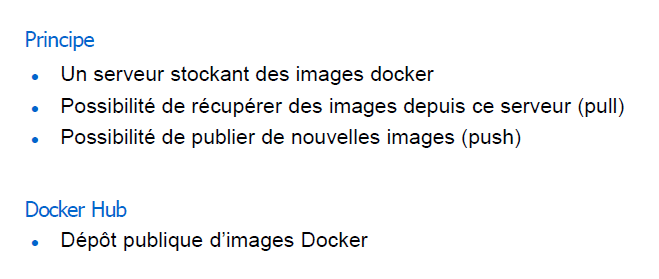 Principe
• Un serveur stockant des images docker
• Possibilité de récupérer des images depuis ce serveur (pull)
• Possibilité de publier de nouvelles images (push)
Docker Hub
• Dépôt publique d’images Docker